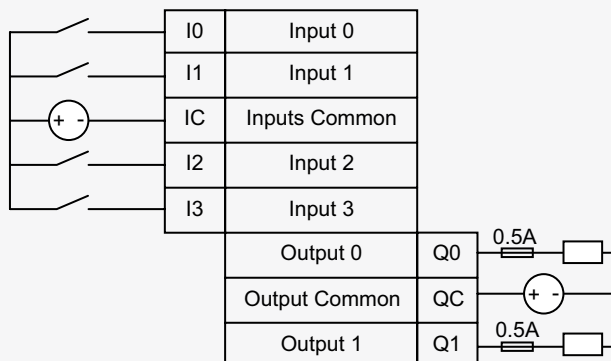 I0 Input 0
I1 Input 1
+ - IC Inputs Common
I2 Input 2
I3 Input 3
Output 0 Q0 0.5A
Output Common QC + -
Output 1 Q1 0.5A